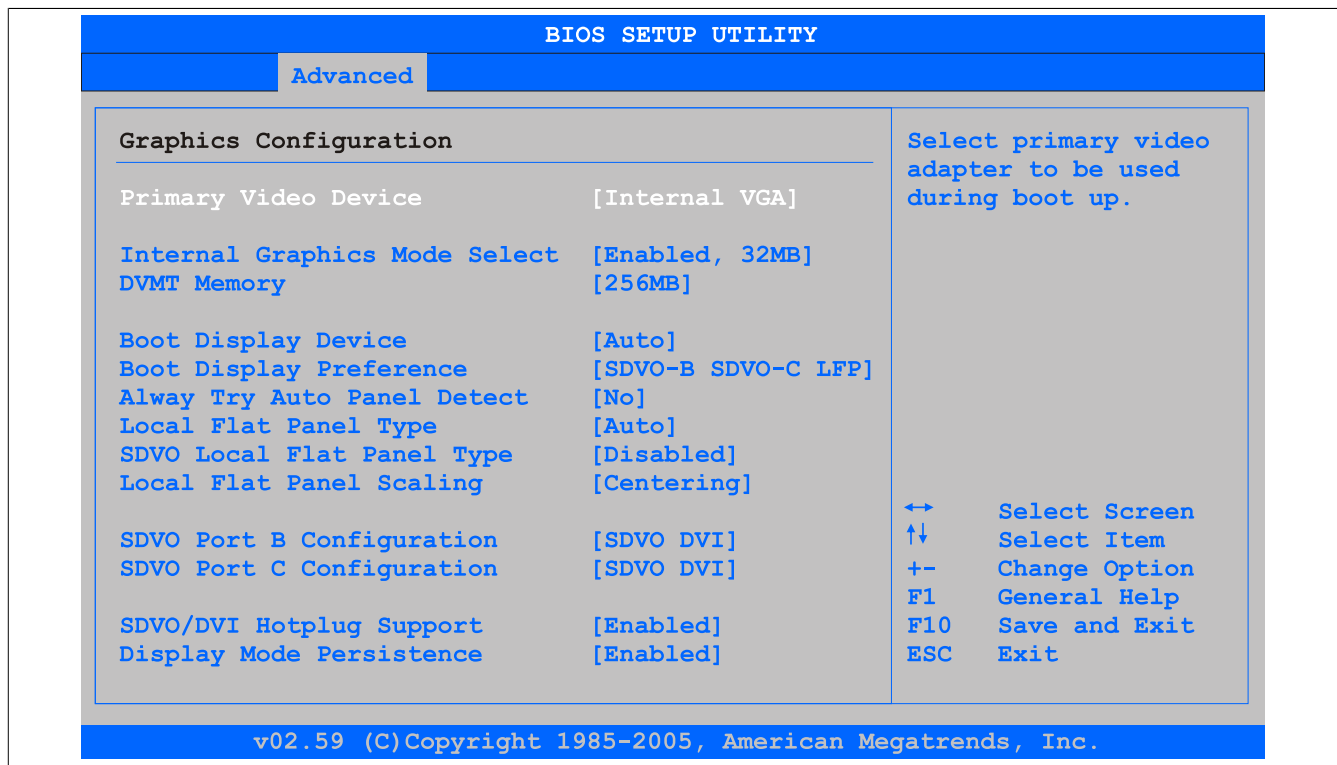 BIOS SETUP UTILITY
Advanced
Graphics Configuration
Primary Video Device [Internal VGA]
Internal Graphics Mode Select [Enabled, 32MB]
DVMT Memory [256MB]
Boot Display Device [Auto]
Boot Display Preference [SDVO-B SDVO-C LFP]
Alway Try Auto Panel Detect [No]
Local Flat Panel Type [Auto]
SDVO Local Flat Panel Type [Disabled]
Local Flat Panel Scaling [Centering]
SDVO Port B Configuration [SDVO DVI]
SDVO Port C Configuration [SDVO DVI]
SDVO/DVI Hotplug Support [Enabled]
Display Mode Persistence [Enabled]
Select primary video
adapter to be used
during boot up.
↔ Select Screen
↑↓ Select Item
+- Change Option
F1 General Help
F10 Save and Exit
ESC Exit
v02.59 (C)Copyright 1985-2005, American Megatrends, Inc.